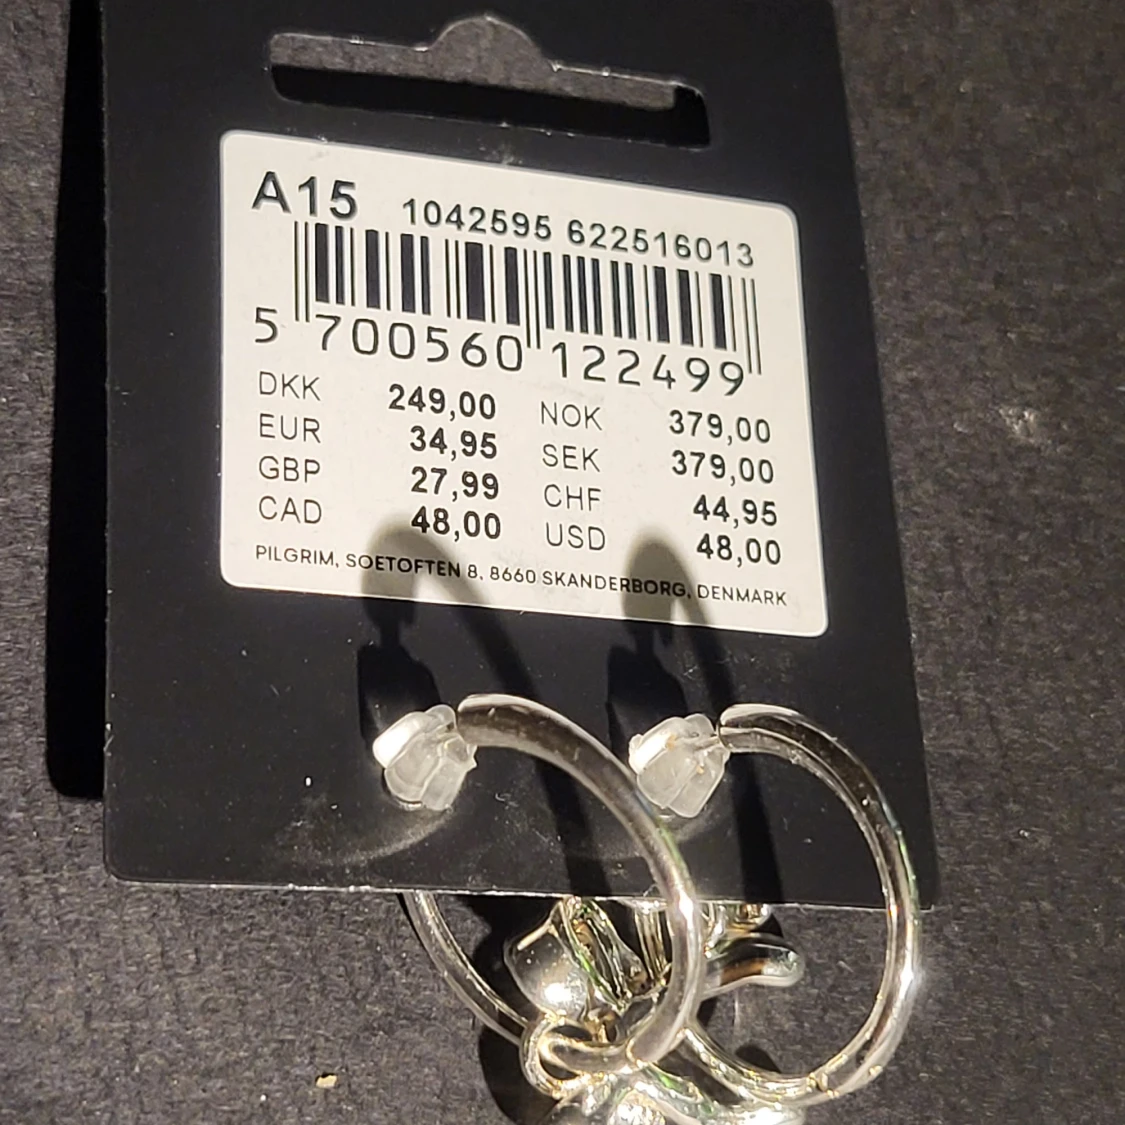 A15 1042595 622516013
5 700560 122499
DKK 249,00 NOK 379,00
EUR 34,95 SEK 379,00
GBP 27,99 CHF 44,95
CAD 48,00 USD 48,00
PILGRIM, SOETOFTEN 8, 8660 SKANDERBORG, DENMARK